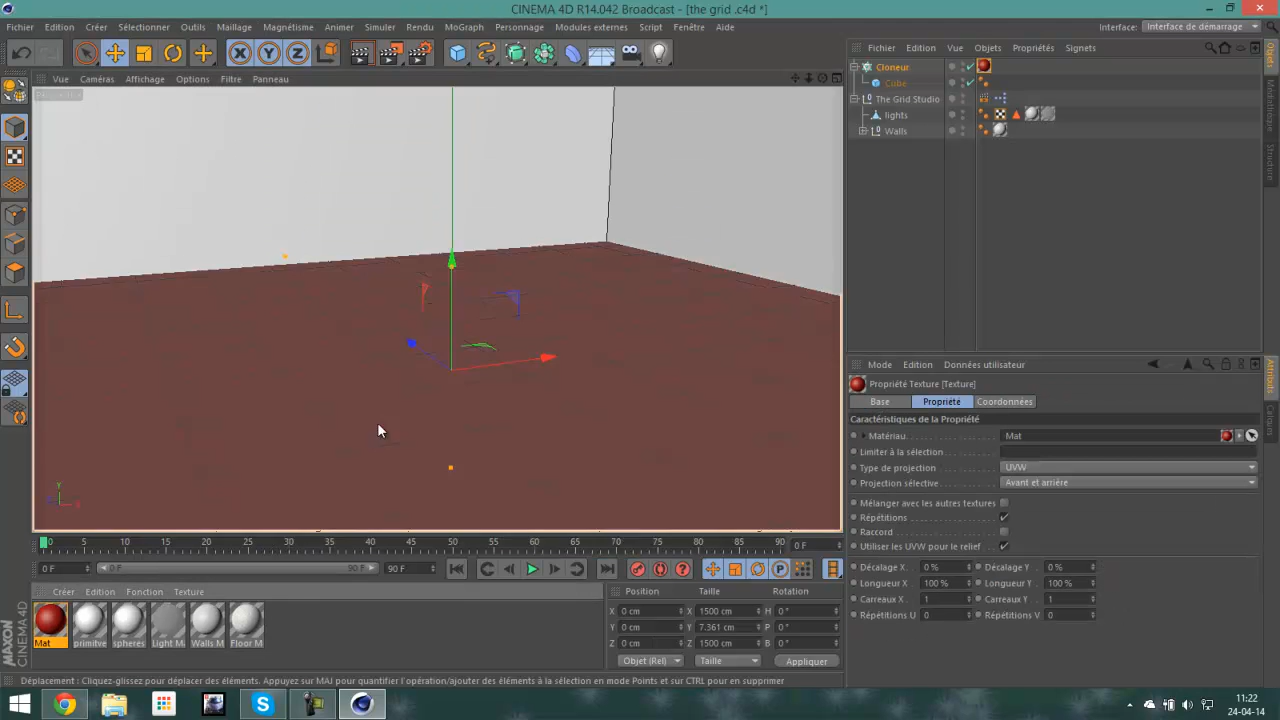 CINEMA 4D R14.042 Broadcast - [the grid .c4d *]
Fichier Edition Créer Sélectionner Outils Maillage Magnétisme Animer Simuler Rendu MoGraph Personnage Modules externes Script Fenêtre Aide Interface: Interface de démarrage
X Y Z
Fichier Edition Vue Objets Propriétés Signets
Vue Caméras Affichage Options Filtre Panneau
Cloneur
Cube
The Grid Studio
lights
Walls
Objets
Médiathèque
Structure
Mode Edition Données utilisateur
Propriété Texture [Texture]
Base Propriété Coordonnées
Caractéristiques de la Propriété
Matériau Mat
Limiter à la sélection
Type de projection UVW
Projection sélective Avant et arrière
Mélanger avec les autres textures
Répétitions
Raccord
Utiliser les UVW pour le relief
Décalage X 0 % Décalage Y 0 %
Longueur X 100 % Longueur Y 100 %
Carreaux X 1 Carreaux Y 1
Répétitions U 0 Répétitions V 0
Attributs
Calques
Y
X
0 5 10 15 20 25 30 35 40 45 50 55 60 65 70 75 80 85 90 0 F
0 F 0 F 90 F 90 F
P
Créer Edition Fonction Texture
Mat primitve spheres Light M Walls M Floor M
Position Taille Rotation
X 0 cm X 1500 cm H 0 °
Y 0 cm Y 7.361 cm P 0 °
Z 0 cm Z 1500 cm B 0 °
Objet (Rel) Taille Appliquer
MAXON
CINEMA 4D
Déplacement : Cliquez-glissez pour déplacer des éléments. Appuyez sur MAJ pour quantifier l'opération/ajouter des éléments à la sélection en mode Points et sur CTRL pour en supprimer
11:22
24-04-14